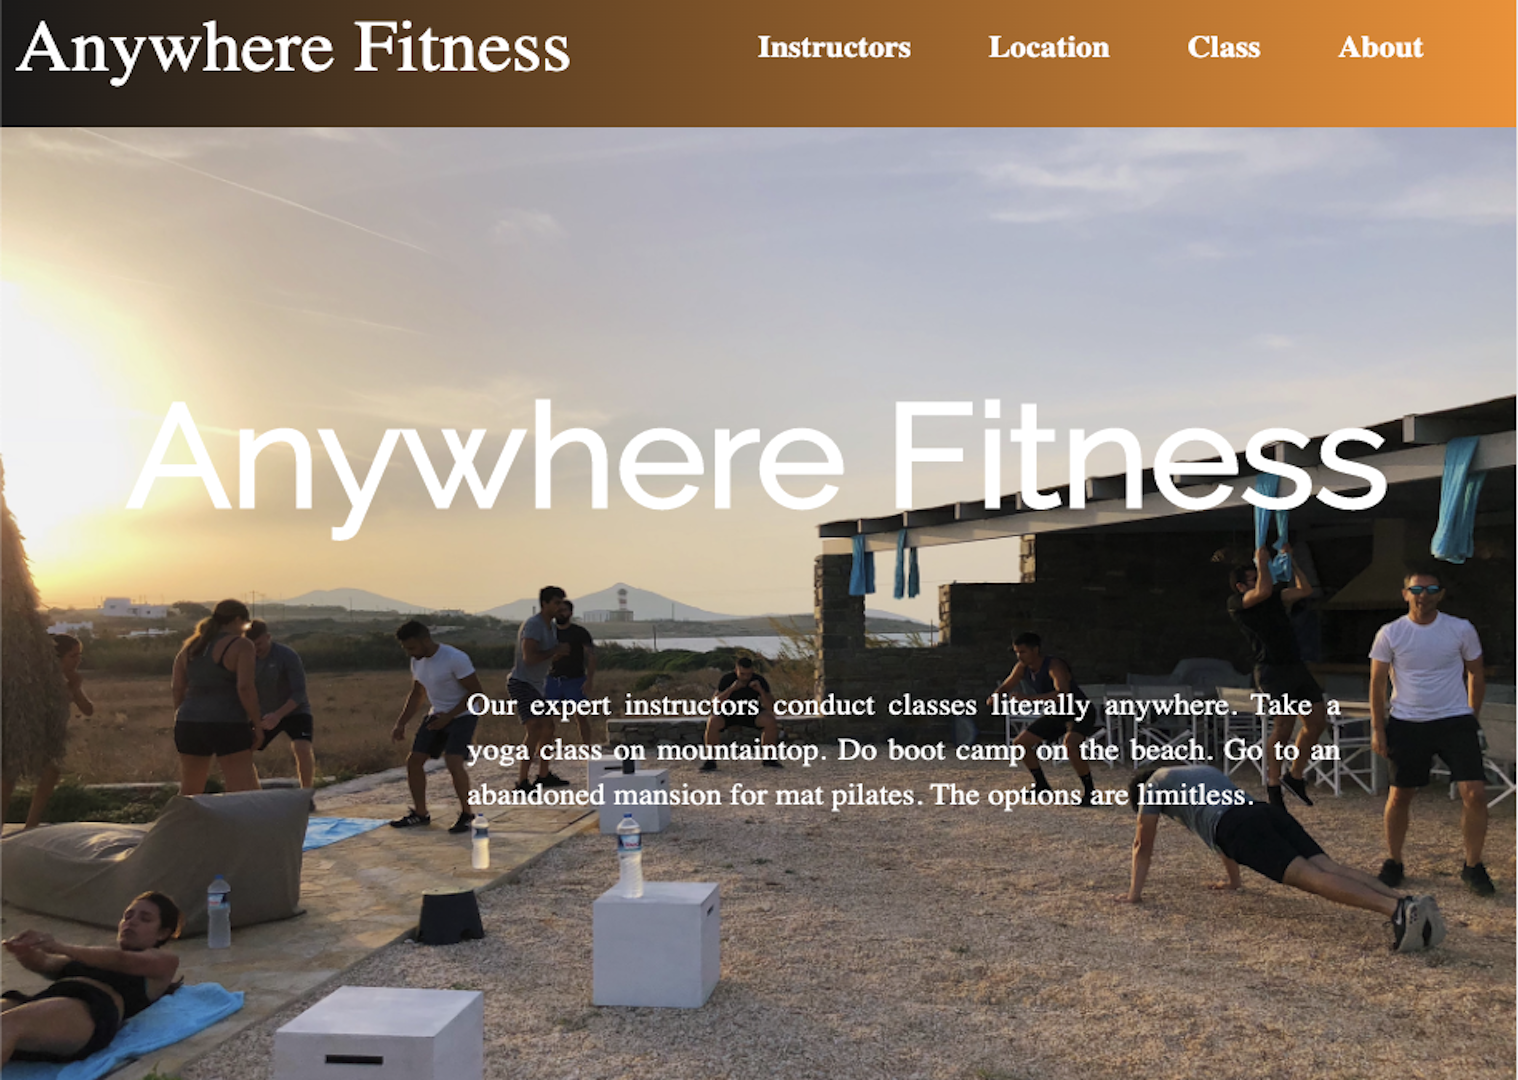 Anywhere Fitness
Instructors Location Class About
Anywhere Fitness
Our expert instructors conduct classes literally anywhere. Take a
yoga class on mountaintop. Do boot camp on the beach. Go to an
abandoned mansion for mat pilates. The options are limitless.